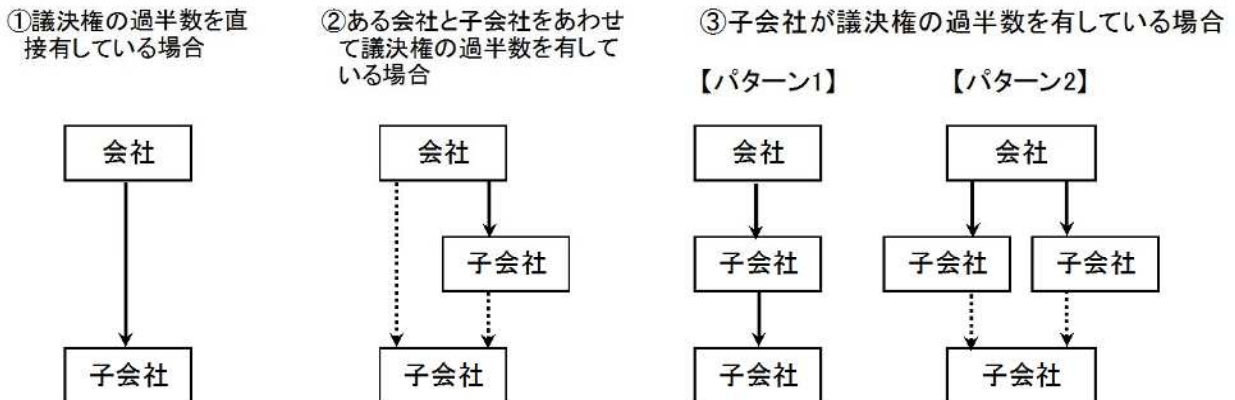 ①議決権の過半数を直
接有している場合
②ある会社と子会社をあわせ
て議決権の過半数を有して
いる場合
③子会社が議決権の過半数を有している場合
【パターン1】
【パターン2】
会社
子会社
会社
子会社
子会社
会社
子会社
子会社
会社
子会社
子会社
子会社